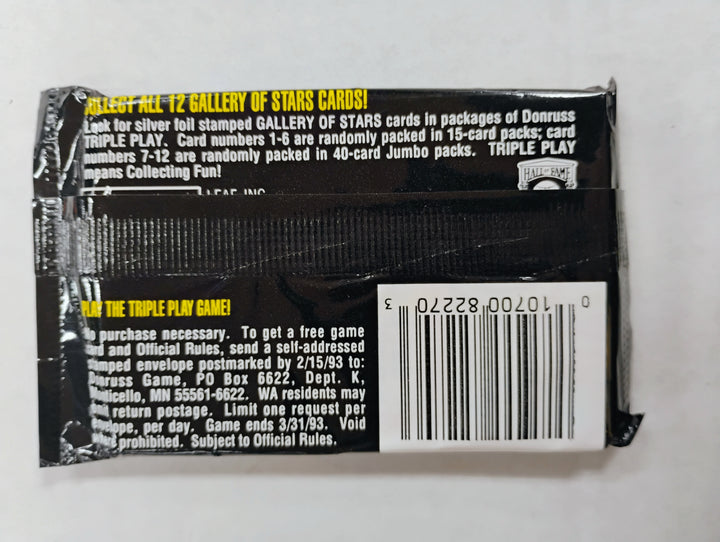 COLLECT ALL 12 GALLERY OF STARS CARDS!
Look for silver foil stamped GALLERY OF STARS cards in packages of Donruss
TRIPLE PLAY. Card numbers 1-6 are randomly packed in 15-card packs; card
numbers 7-12 are randomly packed in 40-card Jumbo packs. TRIPLE PLAY
means Collecting Fun!
HALL OF FAME
LEAF, INC.
PLAY THE TRIPLE PLAY GAME!
No purchase necessary. To get a free game
card and Official Rules, send a self-addressed
stamped envelope postmarked by 2/15/93 to:
Donruss Game, PO Box 6622, Dept. K,
Monticello, MN 55561-6622. WA residents may
omit return postage. Limit one request per
envelope, per day. Game ends 3/31/93. Void
where prohibited. Subject to Official Rules.
0 10700 82270 3